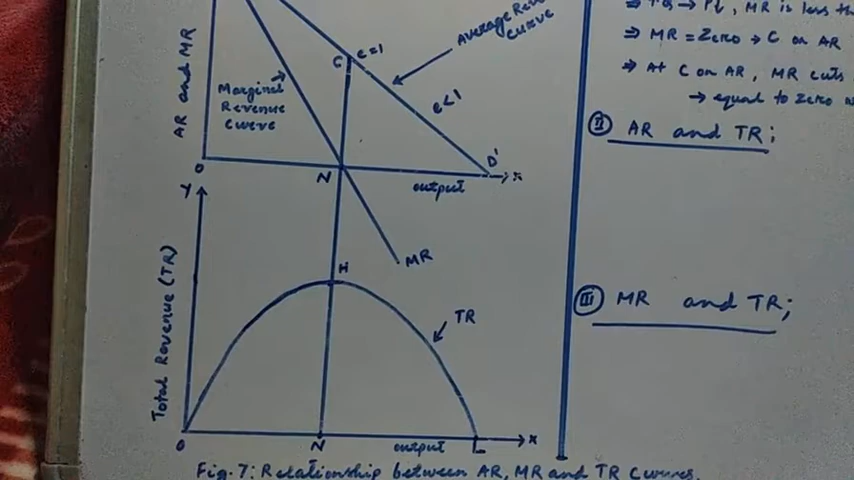 MR is less
⇒ MR = Zero → C on AR
⇒ At C on AR, MR cuts
→ equal to zero
C e=1
Average
curve
AR and MR
Marginal
Revenue
Curve
e<1
II AR and TR;
O
N
D'
output
X
Y
MR
H
III MR and TR;
TR
Total Revenue (TR)
O
N
output
L
X
Fig. 7: Relationship between AR, MR and TR Curves.